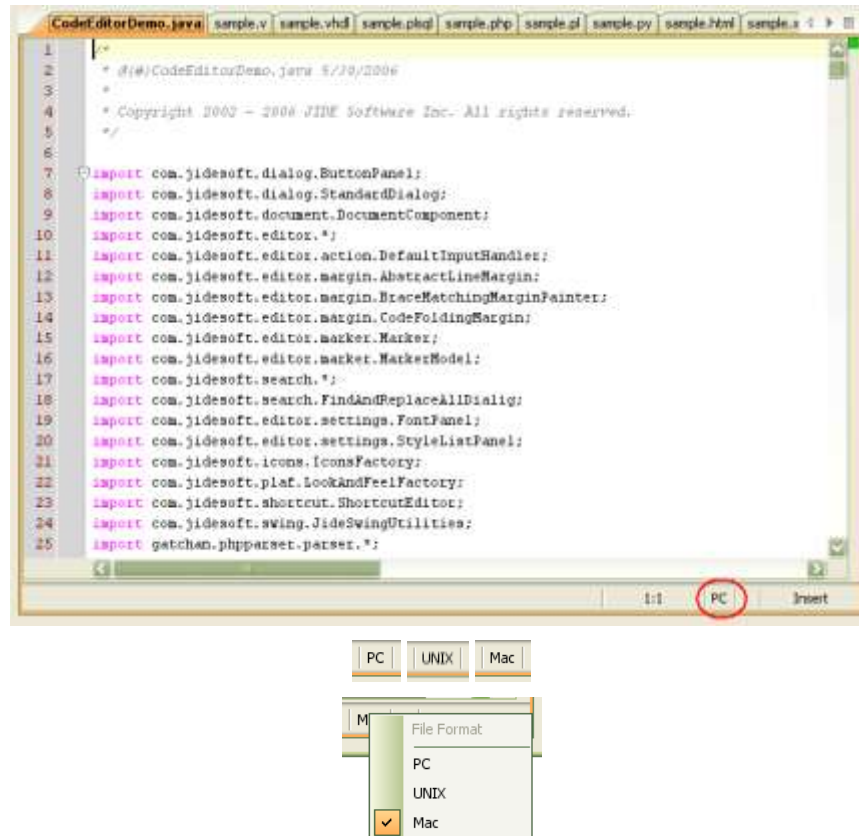 CodeEditorDemo.java sample.v sample.vhdl sample.plsql sample.php sample.pl sample.py sample.html
1 /*
2 * @(#)CodeEditorDemo.java 5/30/2006
3 *
4 * Copyright 2002 - 2006 JIDE Software Inc. All rights reserved.
5 */
6
7 import com.jidesoft.dialog.ButtonPanel;
8 import com.jidesoft.dialog.StandardDialog;
9 import com.jidesoft.document.DocumentComponent;
10 import com.jidesoft.editor.*;
11 import com.jidesoft.editor.action.DefaultInputHandler;
12 import com.jidesoft.editor.margin.AbstractLineMargin;
13 import com.jidesoft.editor.margin.BraceMatchingMarginPainter;
14 import com.jidesoft.editor.margin.CodeFoldingMargin;
15 import com.jidesoft.editor.marker.Marker;
16 import com.jidesoft.editor.marker.MarkerModel;
17 import com.jidesoft.search.*;
18 import com.jidesoft.search.FindAndReplaceAllDialig;
19 import com.jidesoft.editor.settings.FontPanel;
20 import com.jidesoft.editor.settings.StyleListPanel;
21 import com.jidesoft.icons.IconsFactory;
22 import com.jidesoft.plaf.LookAndFeelFactory;
23 import com.jidesoft.shortcut.ShortcutEditor;
24 import com.jidesoft.swing.JideSwingUtilities;
25 import gatchan.phpparser.parser.*;
1:1 PC Insert
PC UNIX Mac
File Format
PC
UNIX
Mac